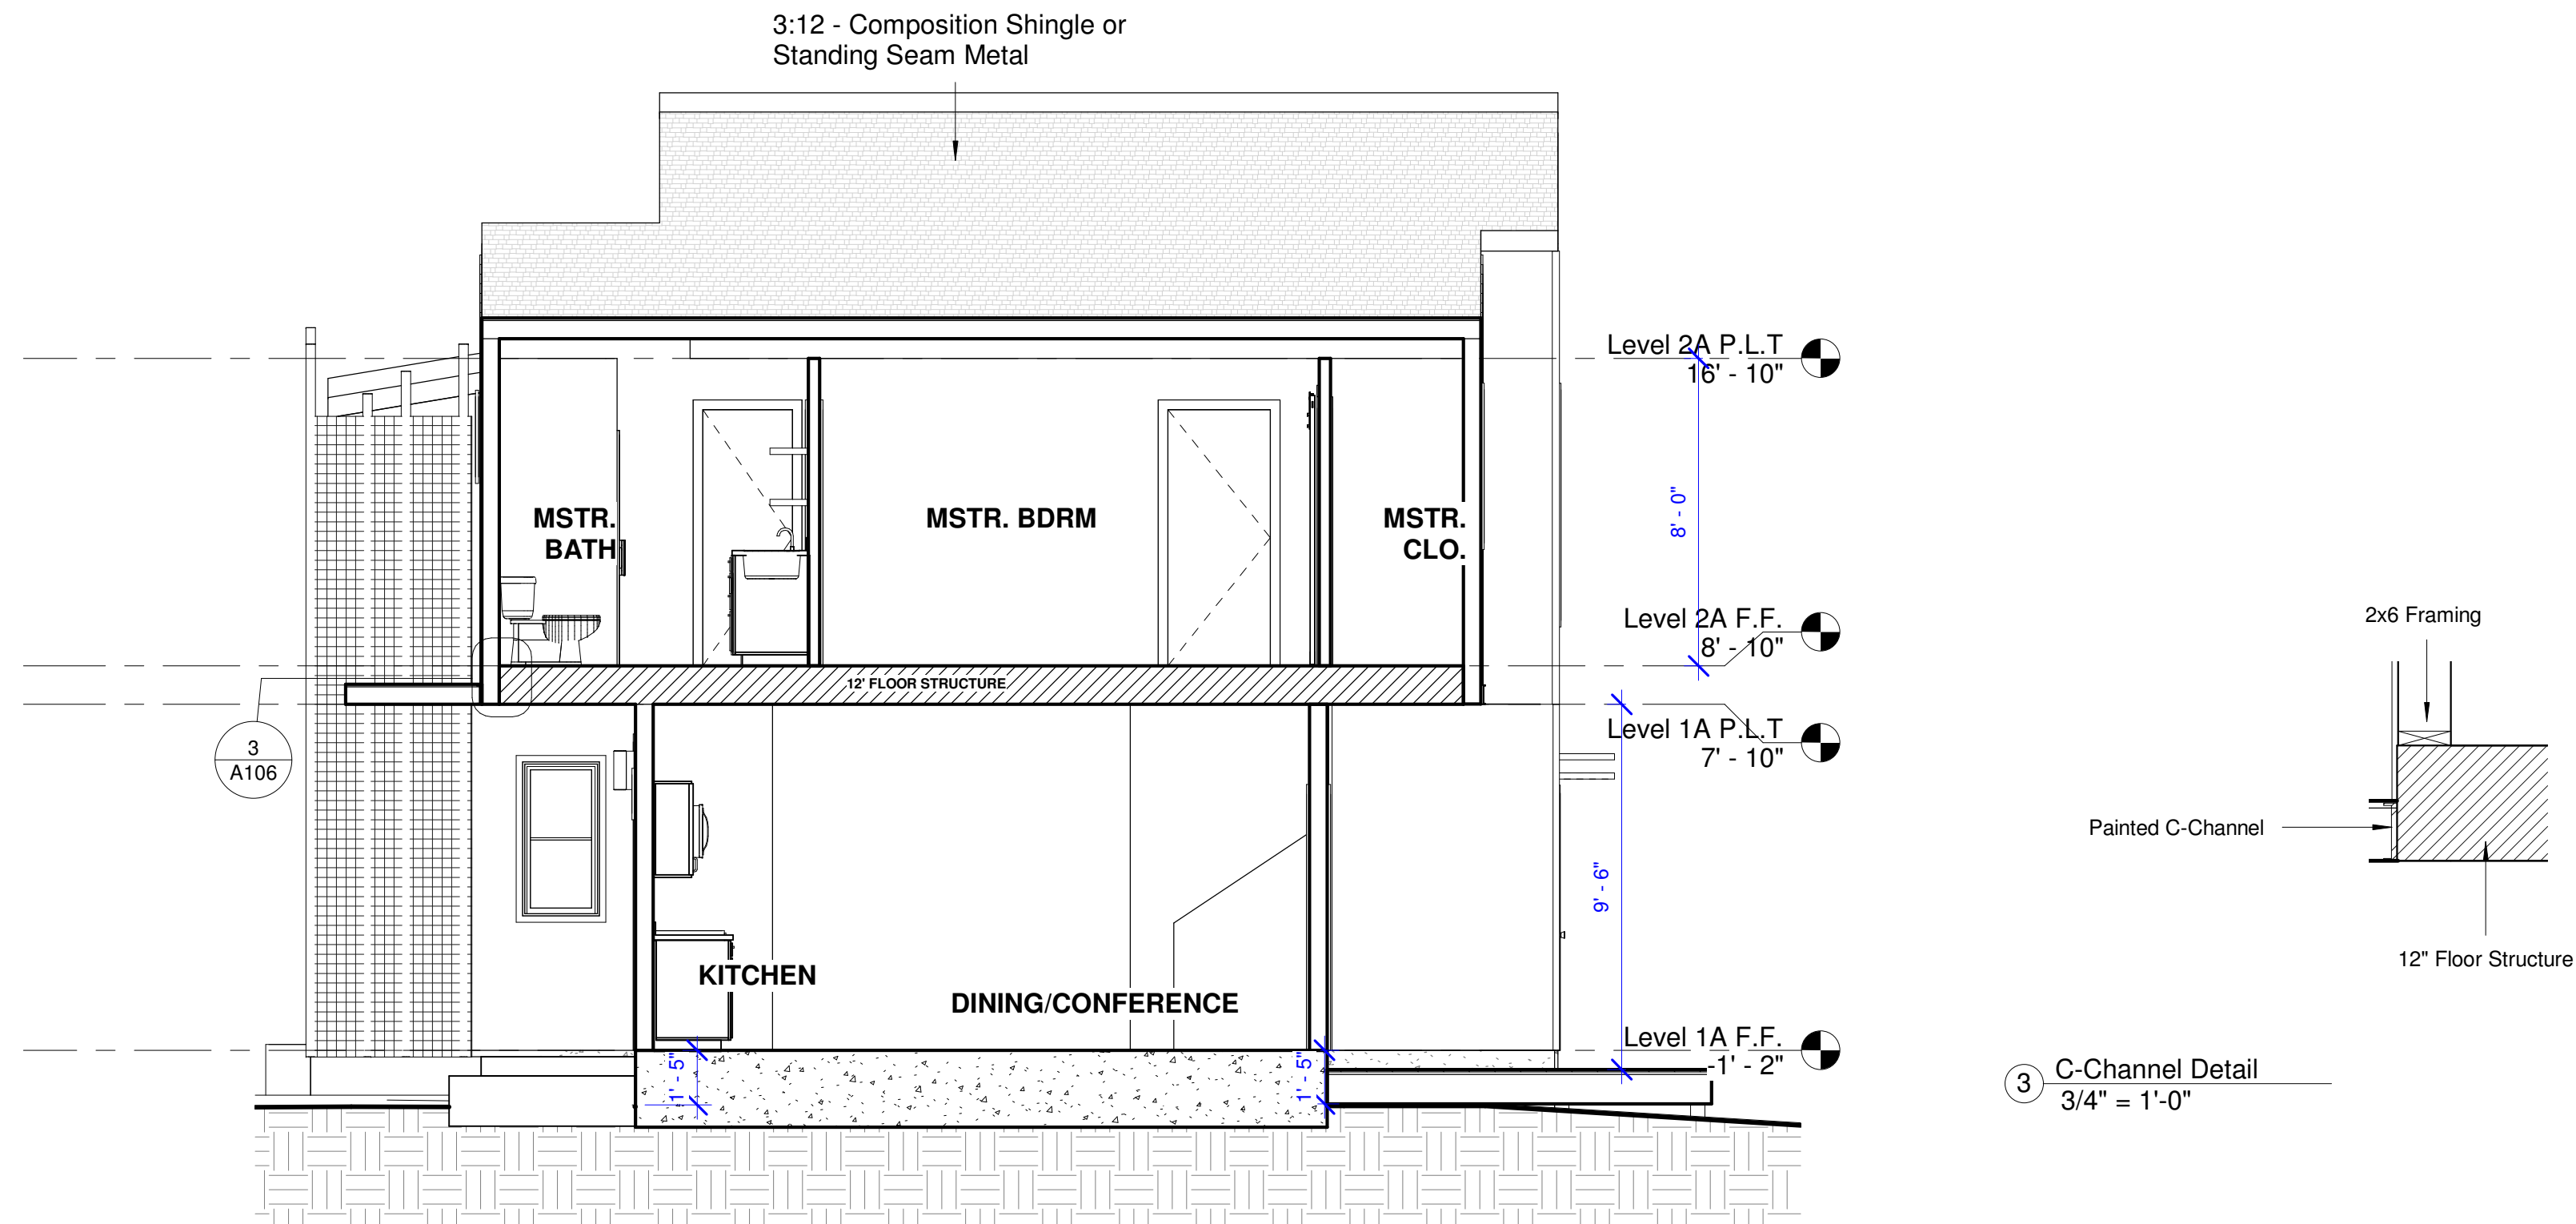 3:12 - Composition Shingle or
Standing Seam Metal
Level 2A P.L.T
16' - 10"
8' - 0"
MSTR.
BATH
MSTR. BDRM
MSTR.
CLO.
Level 2A F.F.
8' - 10"
12' FLOOR STRUCTURE
Level 1A P.L.T
7' - 10"
3
A106
9' - 6"
KITCHEN
DINING/CONFERENCE
Level 1A F.F.
-1' - 2"
1' - 5"
1' - 5"
2x6 Framing
Painted C-Channel
12" Floor Structure
3
C-Channel Detail
3/4" = 1'-0"